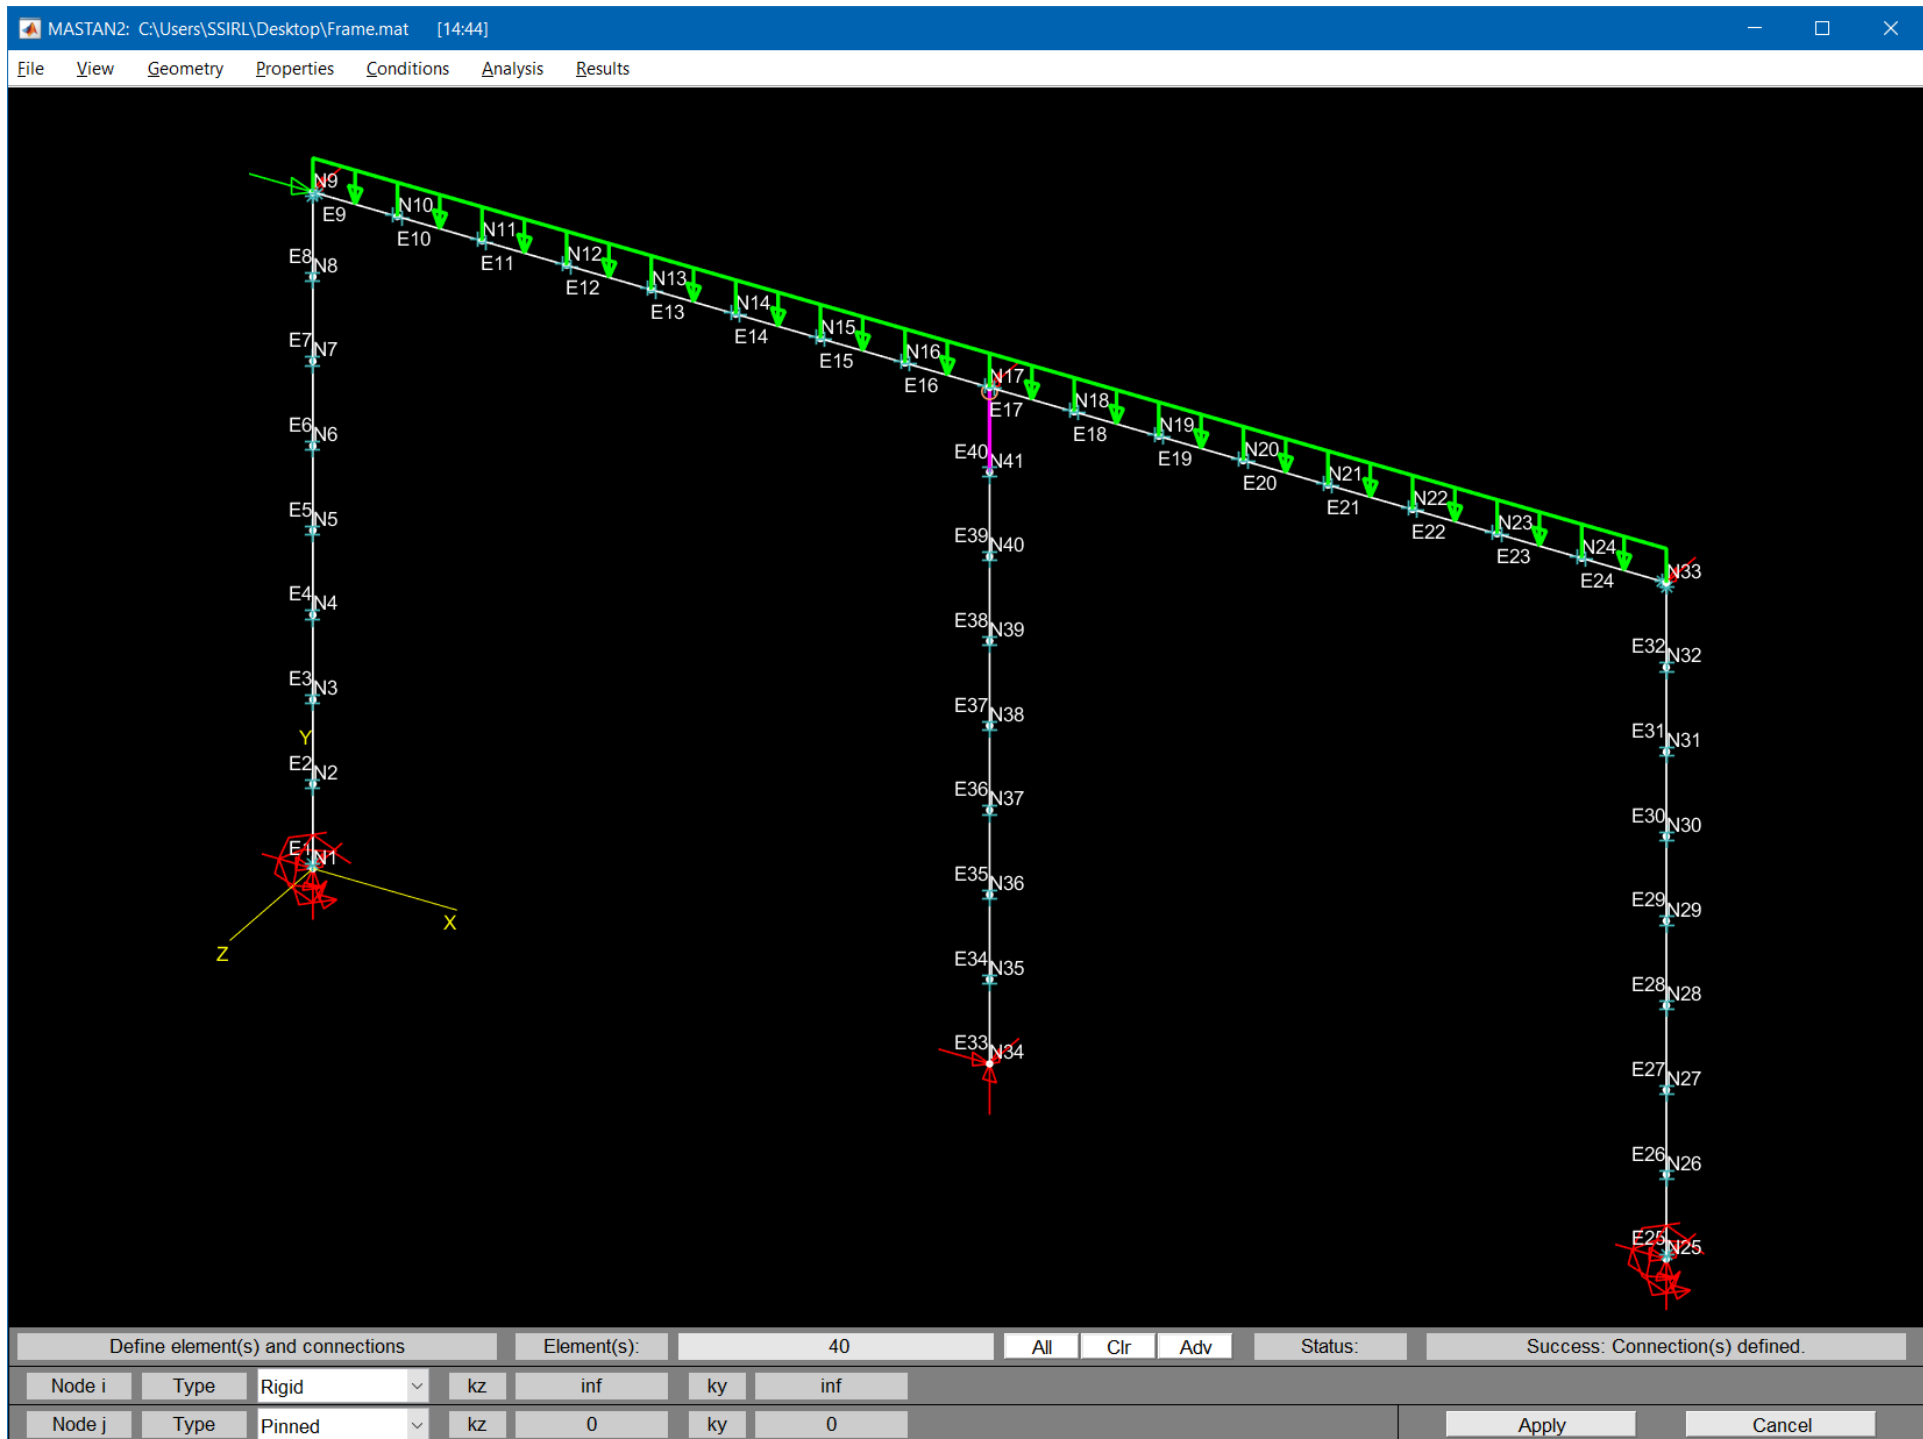 MASTAN2: C:\Users\SSIRL\Desktop\Frame.mat [14:44]
File View Geometry Properties Conditions Analysis Results
N9
E9
N10
E10
N11
E11
N12
E12
N13
E13
N14
E14
N15
E15
N16
E16
N17
E17
N18
E18
N19
E19
N20
E20
N21
E21
N22
E22
N23
E23
N24
E24
N33
E8 N8
E7 N7
E6 N6
E5 N5
E4 N4
E3 N3
Y
E2 N2
E1 N1
X
Z
E40 N41
E39 N40
E38 N39
E37 N38
E36 N37
E35 N36
E34 N35
E33 N34
E32 N32
E31 N31
E30 N30
E29 N29
E28 N28
E27 N27
E26 N26
E25 N25
Define element(s) and connections Element(s): 40 All Clr Adv Status: Success: Connection(s) defined.
Node i Type Rigid kz inf ky inf
Node j Type Pinned kz 0 ky 0 Apply Cancel